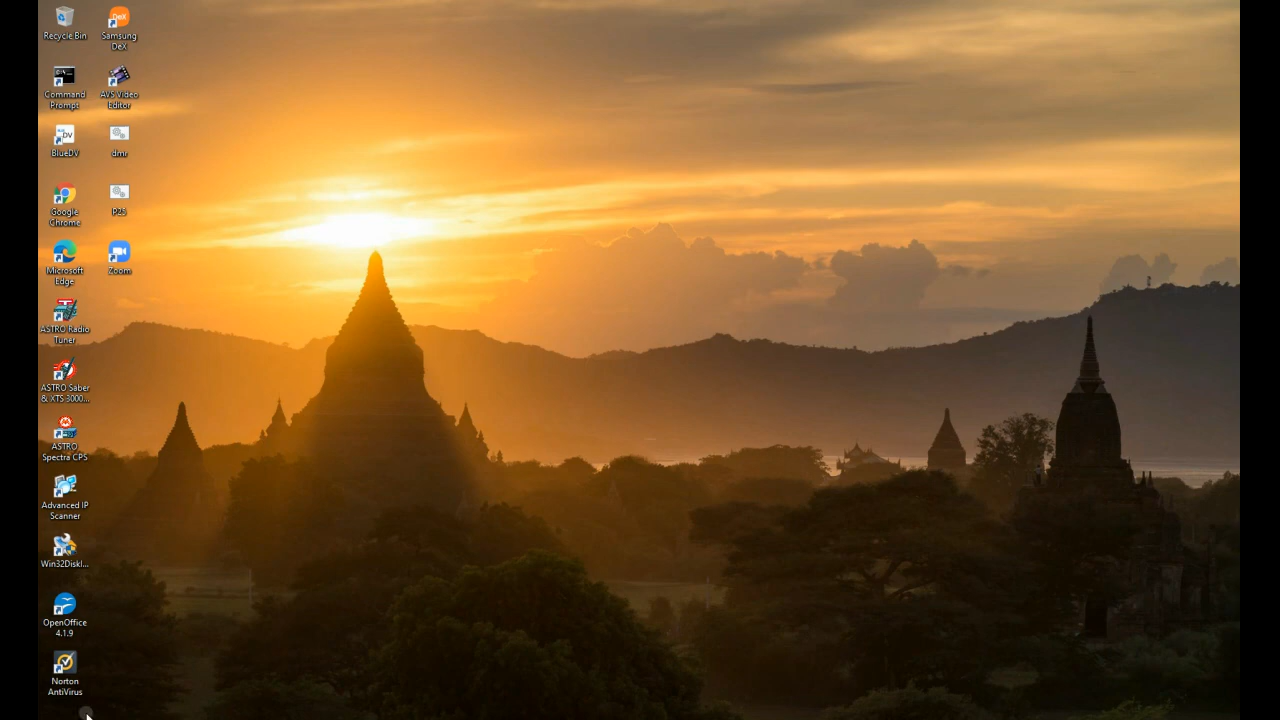 Recycle Bin
Samsung
DeX
Command
Prompt
AVS Video
Editor
BlueDV
dmr
Google
Chrome
P25
Microsoft
Edge
Zoom
ASTRO Radio
Tuner
ASTRO Saber
& XTS 3000...
ASTRO
Spectra CPS
Advanced IP
Scanner
Win32Diskl...
OpenOffice
4.1.9
Norton
AntiVirus